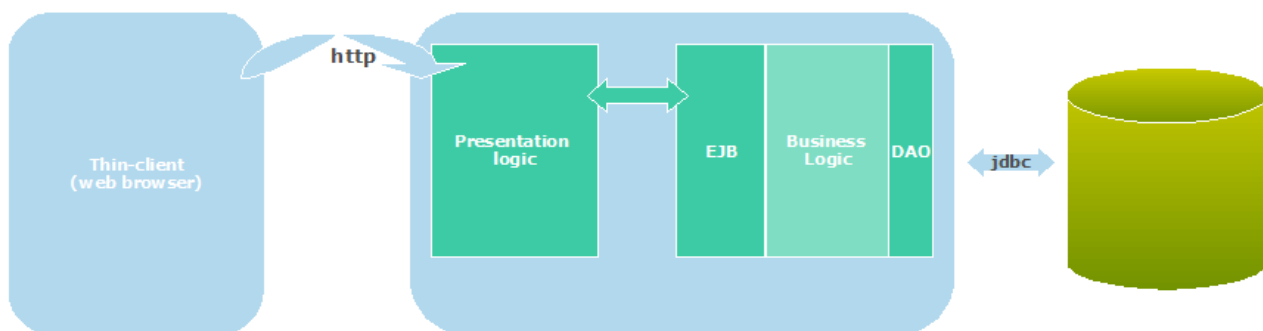 Thin-client
(web browser)
http
Presentation
logic
EJB
Business
Logic
DAO
jdbc